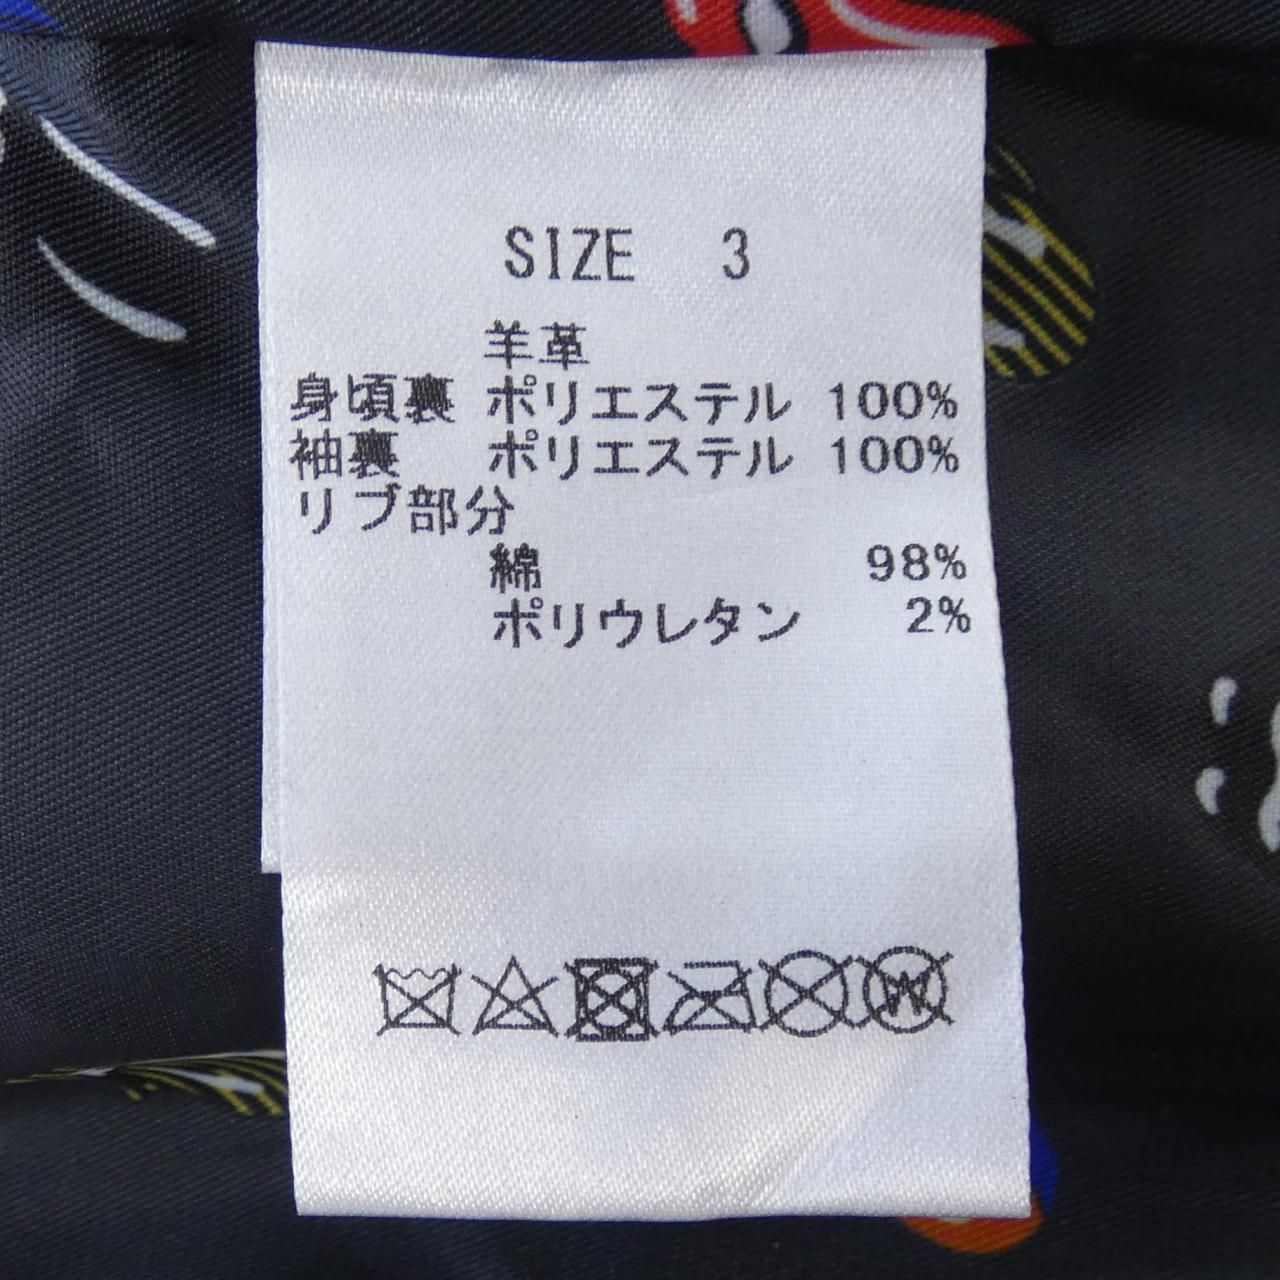 SIZE 3
羊革
身頃裏 ポリエステル 100%
袖裏 ポリエステル 100%
リブ部分
綿 98%
ポリウレタン 2%
W